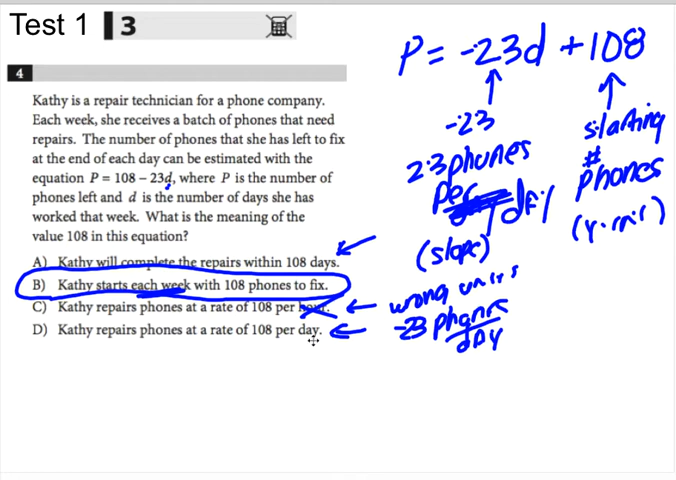 Test 1 3
4
Kathy is a repair technician for a phone company.
Each week, she receives a batch of phones that need
repairs. The number of phones that she has left to fix
at the end of each day can be estimated with the
equation P = 108 – 23d, where P is the number of
phones left and d is the number of days she has
worked that week. What is the meaning of the
value 108 in this equation?
A) Kathy will complete the repairs within 108 days.
B) Kathy starts each week with 108 phones to fix.
C) Kathy repairs phones at a rate of 108 per hour.
D) Kathy repairs phones at a rate of 108 per day.
P = -23d + 108
-23
23 phones
per
day
(slope)
starting
#
phones
(y-int)
wrong units
-23 phones
day